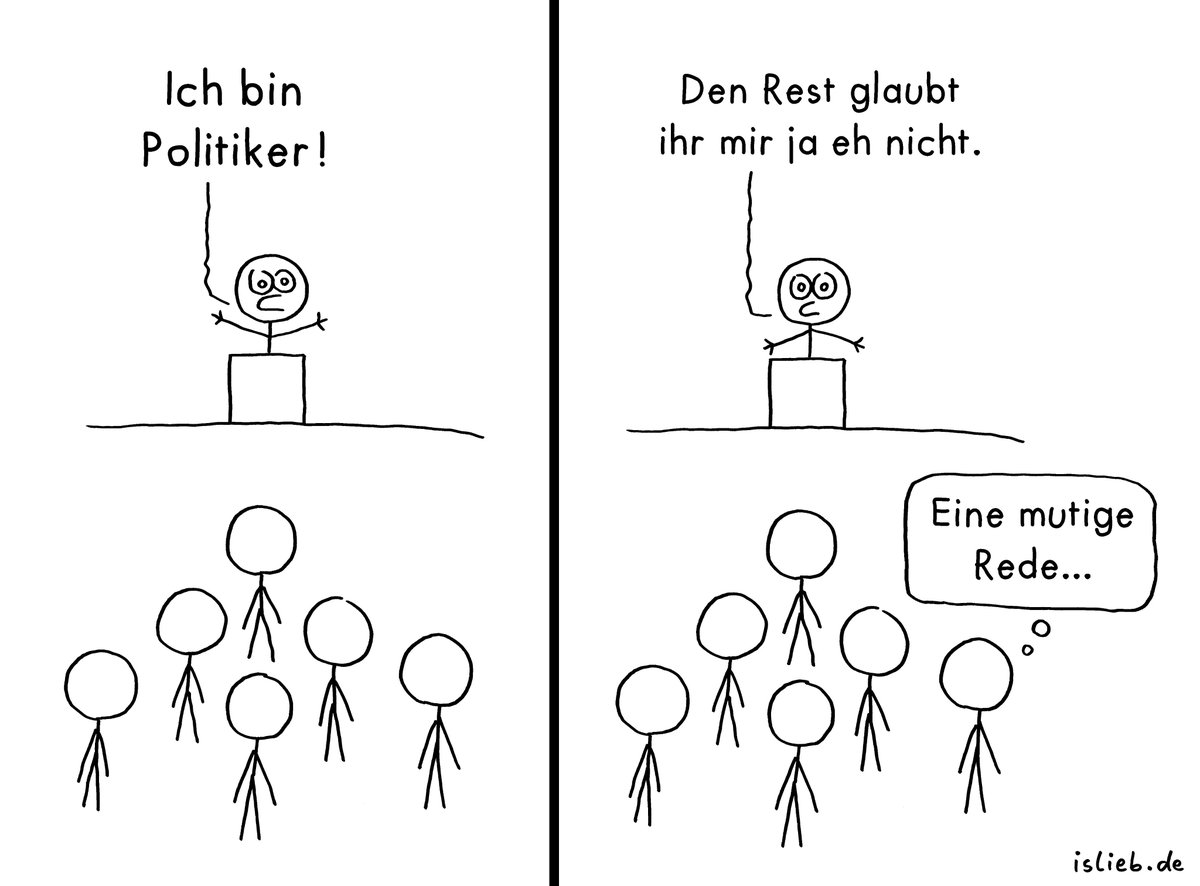 Ich bin
Politiker!
Den Rest glaubt
ihr mir ja eh nicht.
Eine mutige
Rede...
islieb.de